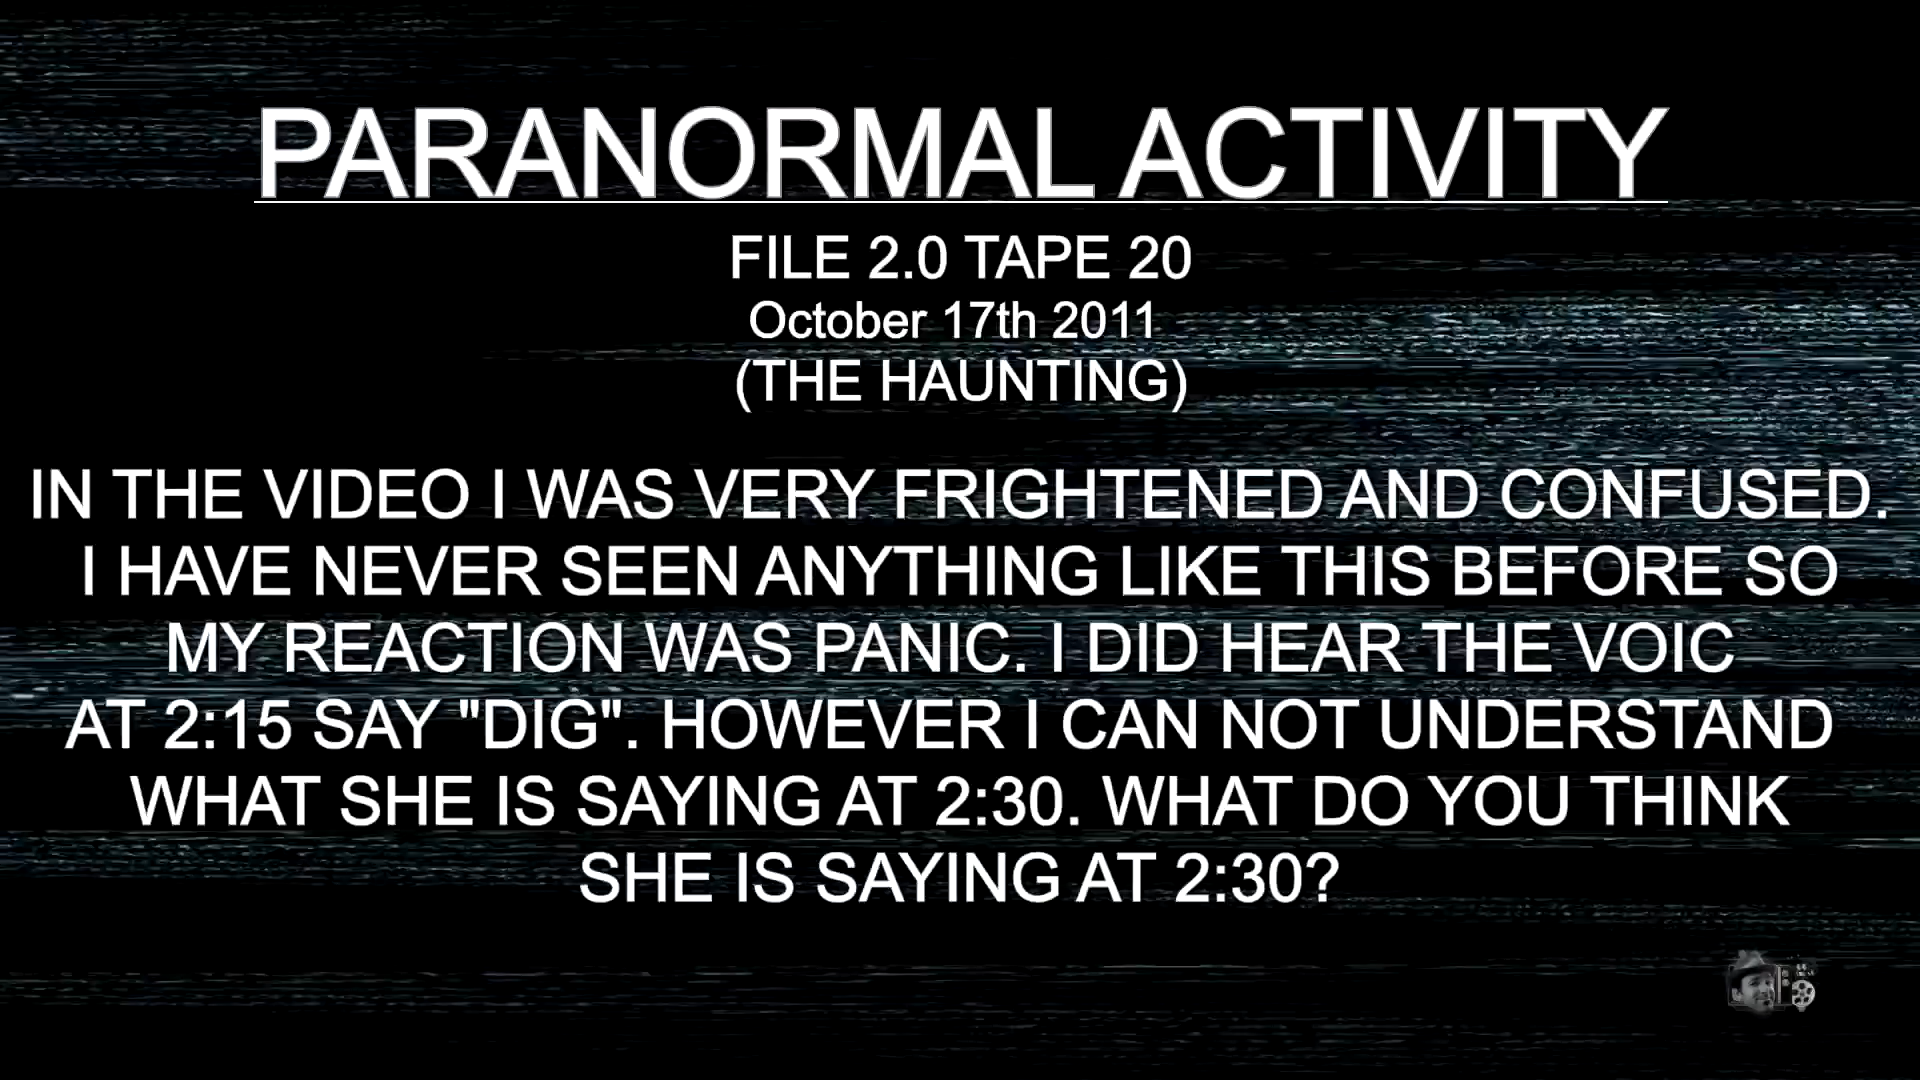 PARANORMAL ACTIVITY
FILE 2.0 TAPE 20
October 17th 2011
(THE HAUNTING)
IN THE VIDEO I WAS VERY FRIGHTENED AND CONFUSED.
I HAVE NEVER SEEN ANYTHING LIKE THIS BEFORE SO
MY REACTION WAS PANIC. I DID HEAR THE VOIC
AT 2:15 SAY "DIG". HOWEVER I CAN NOT UNDERSTAND
WHAT SHE IS SAYING AT 2:30. WHAT DO YOU THINK
SHE IS SAYING AT 2:30?